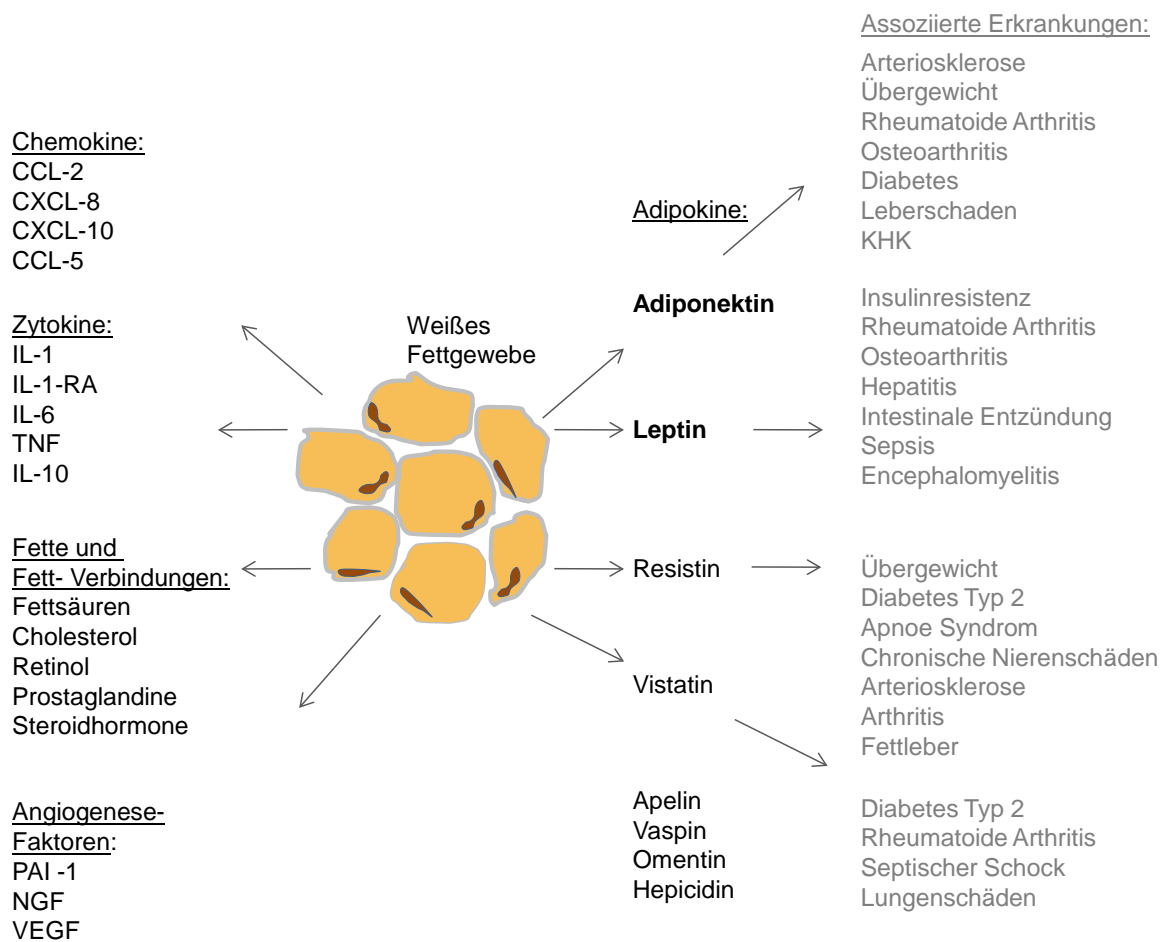 Chemokine:
CCL-2
CXCL-8
CXCL-10
CCL-5
Zytokine:
IL-1
IL-1-RA
IL-6
TNF
IL-10
Fette und
Fett- Verbindungen:
Fettsäuren
Cholesterol
Retinol
Prostaglandine
Steroidhormone
Angiogenese-
Faktoren:
PAI -1
NGF
VEGF
Weißes
Fettgewebe
Adipokine:
Adiponektin
Leptin
Resistin
Vistatin
Apelin
Vaspin
Omentin
Hepicidin
Assoziierte Erkrankungen:
Arteriosklerose
Übergewicht
Rheumatoide Arthritis
Osteoarthritis
Diabetes
Leberschaden
KHK
Insulinresistenz
Rheumatoide Arthritis
Osteoarthritis
Hepatitis
Intestinale Entzündung
Sepsis
Encephalomyelitis
Übergewicht
Diabetes Typ 2
Apnoe Syndrom
Chronische Nierenschäden
Arteriosklerose
Arthritis
Fettleber
Diabetes Typ 2
Rheumatoide Arthritis
Septischer Schock
Lungenschäden